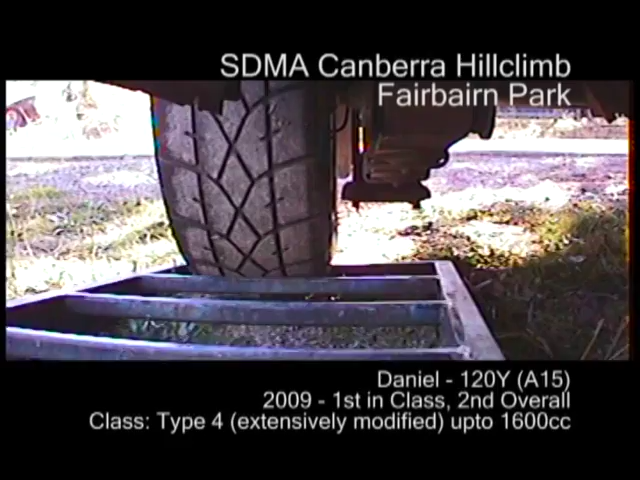 SDMA Canberra Hillclimb
Fairbairn Park
Daniel - 120Y (A15)
2009 - 1st in Class, 2nd Overall
Class: Type 4 (extensively modified) upto 1600cc